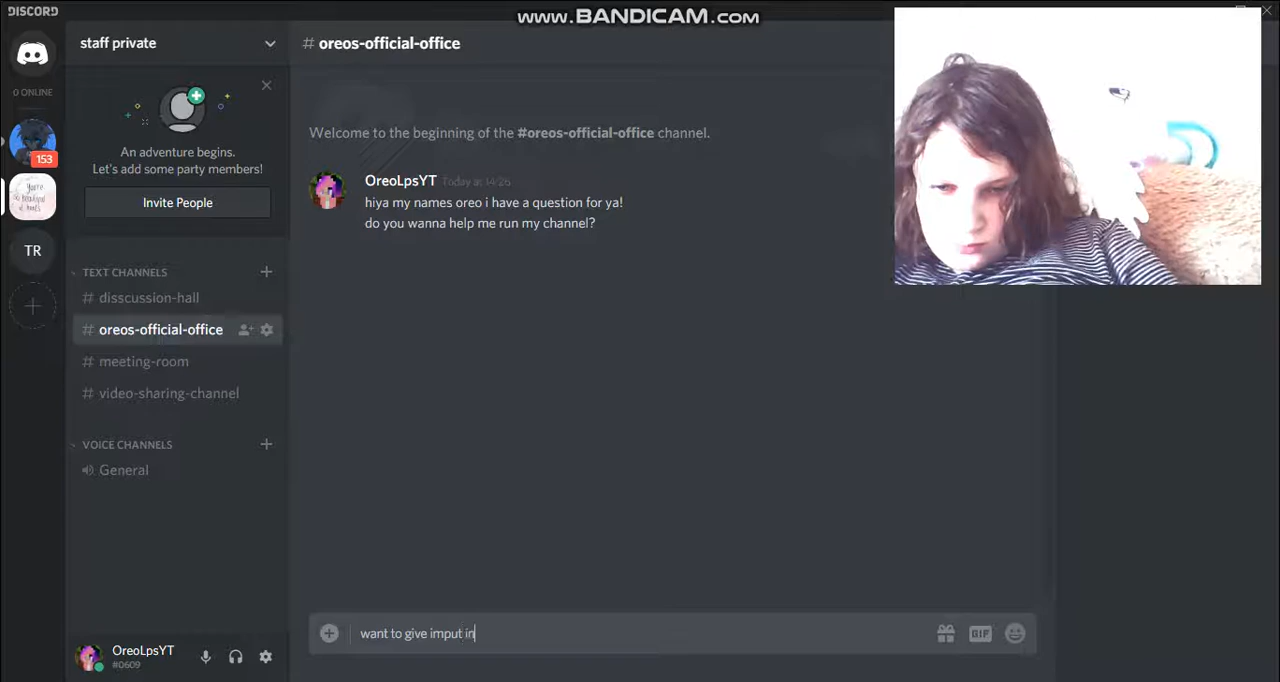 DISCORD
www.BANDICAM.com
staff private
# oreos-official-office
0 ONLINE
153
An adventure begins.
Let's add some party members!
Invite People
TR
TEXT CHANNELS
# disscussion-hall
# oreos-official-office
# meeting-room
# video-sharing-channel
VOICE CHANNELS
General
OreoLpsYT
#0609
Welcome to the beginning of the #oreos-official-office channel.
OreoLpsYT Today at 14:26
hiya my names oreo i have a question for ya!
do you wanna help me run my channel?
want to give imput in
GIF